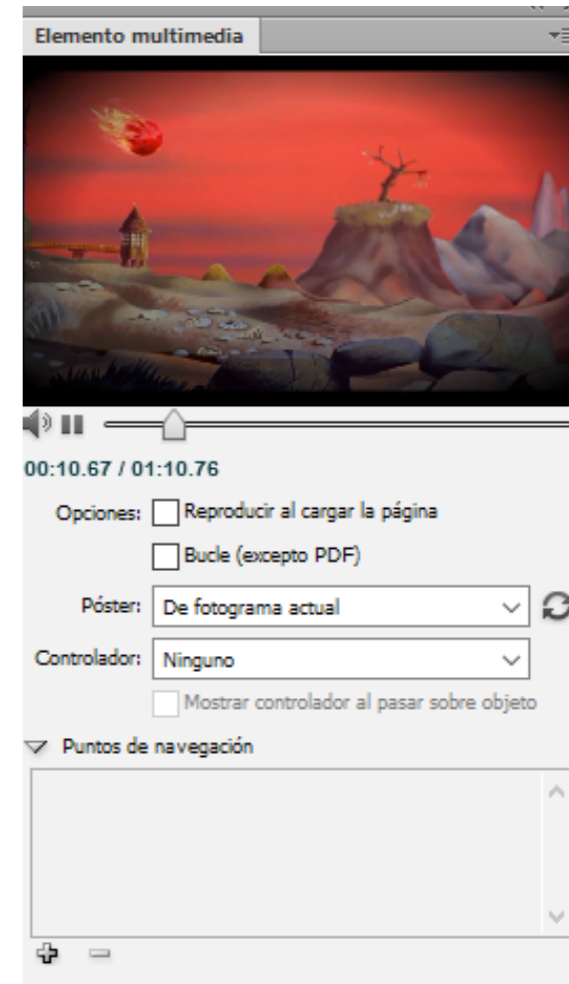 Elemento multimedia
00:10.67 / 01:10.76
Opciones: Reproducir al cargar la página
Bucle (excepto PDF)
Póster: De fotograma actual
Controlador: Ninguno
Mostrar controlador al pasar sobre objeto
Puntos de navegación